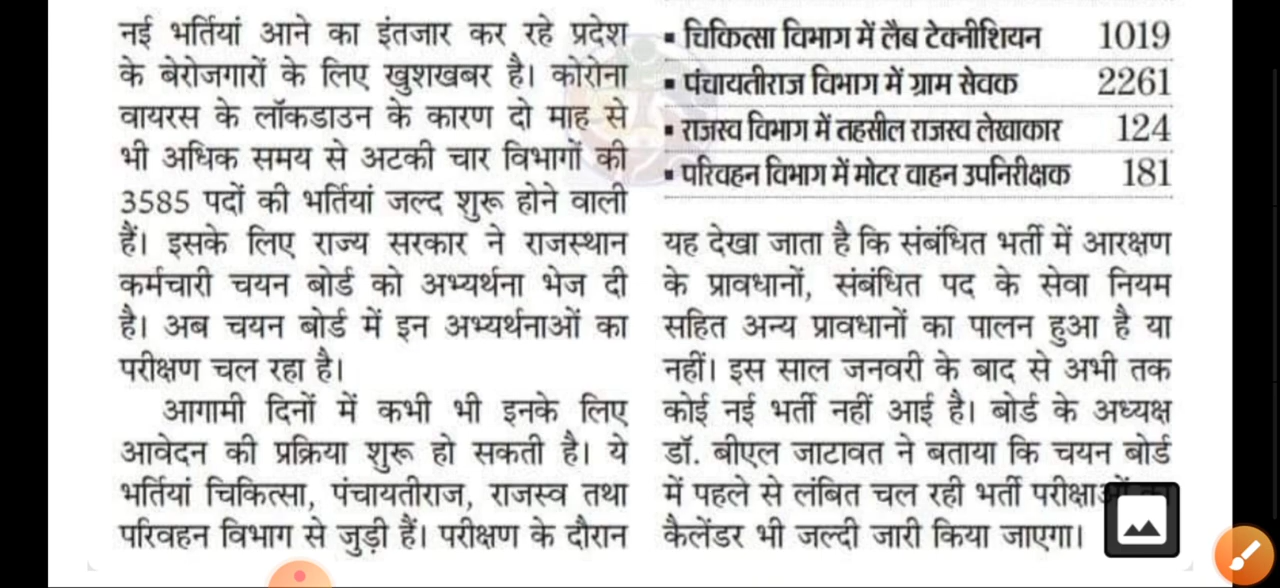 नई भर्तियां आने का इंतजार कर रहे प्रदेश
के बेरोजगारों के लिए खुशखबर है। कोरोना
वायरस के लॉकडाउन के कारण दो माह से
भी अधिक समय से अटकी चार विभागों की
3585 पदों की भर्तियां जल्द शुरू होने वाली
हैं। इसके लिए राज्य सरकार ने राजस्थान
कर्मचारी चयन बोर्ड को अभ्यर्थना भेज दी
है। अब चयन बोर्ड में इन अभ्यर्थनाओं का
परीक्षण चल रहा है।
आगामी दिनों में कभी भी इनके लिए
आवेदन की प्रक्रिया शुरू हो सकती है। ये
भर्तियां चिकित्सा, पंचायतीराज, राजस्व तथा
परिवहन विभाग से जुड़ी हैं। परीक्षण के दौरान
▪ चिकित्सा विभाग में लैब टेक्नीशियन 1019
▪ पंचायतीराज विभाग में ग्राम सेवक 2261
▪ राजस्व विभाग में तहसील राजस्व लेखाकार 124
▪ परिवहन विभाग में मोटर वाहन उपनिरीक्षक 181
यह देखा जाता है कि संबंधित भर्ती में आरक्षण
के प्रावधानों, संबंधित पद के सेवा नियम
सहित अन्य प्रावधानों का पालन हुआ है या
नहीं। इस साल जनवरी के बाद से अभी तक
कोई नई भर्ती नहीं आई है। बोर्ड के अध्यक्ष
डॉ. बीएल जाटावत ने बताया कि चयन बोर्ड
में पहले से लंबित चल रही भर्ती
कैलेंडर भी जल्दी जारी किया जाएगा।